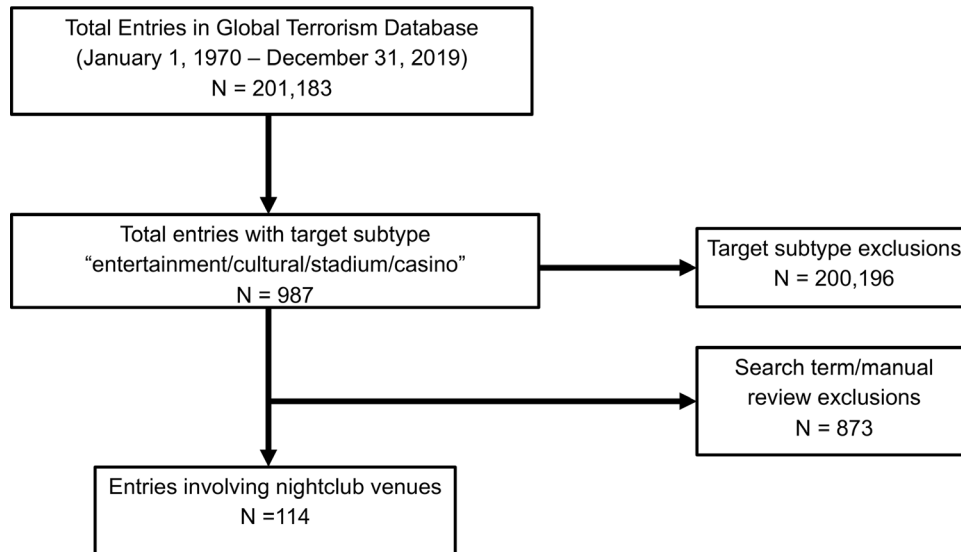 Total Entries in Global Terrorism Database
(January 1, 1970 – December 31, 2019)
N = 201,183
Total entries with target subtype
“entertainment/cultural/stadium/casino”
N = 987
Target subtype exclusions
N = 200,196
Search term/manual
review exclusions
N = 873
Entries involving nightclub venues
N =114